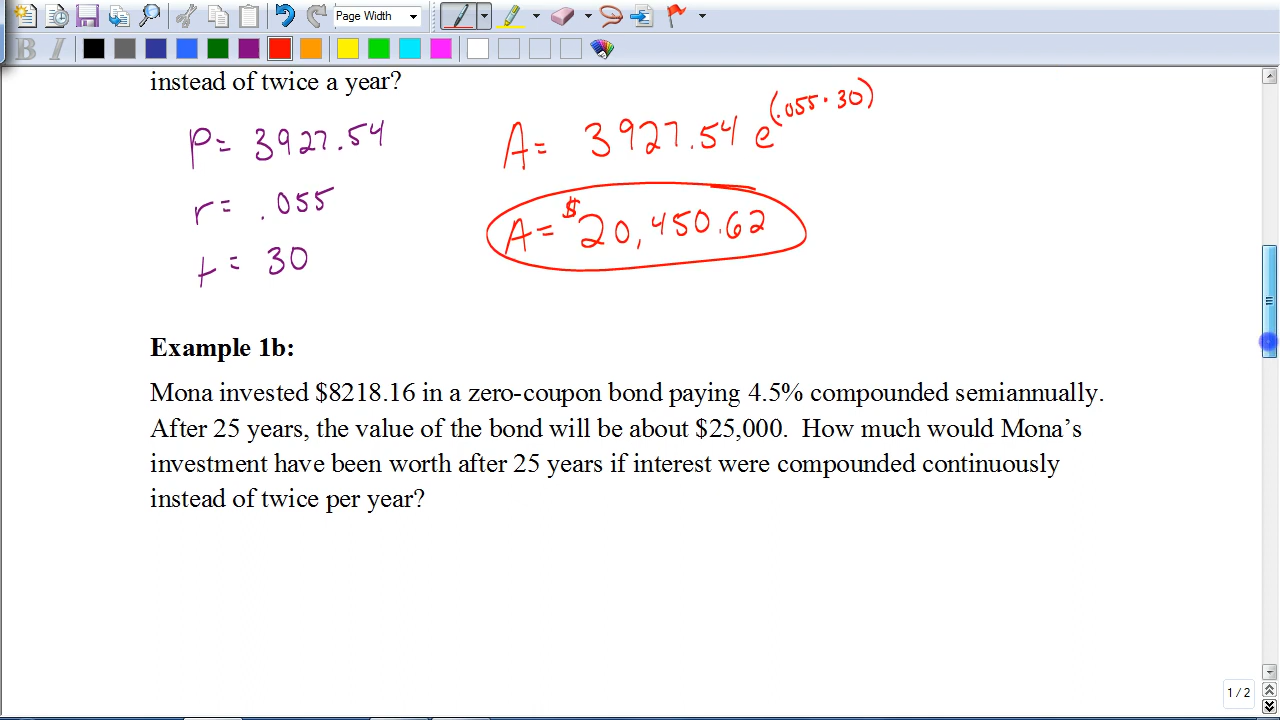 Page Width
B I
instead of twice a year?
P= 3927.54
A= 3927.54 e^(.055·30)
r= .055
A= $20,450.62
t= 30
Example 1b:
Mona invested $8218.16 in a zero-coupon bond paying 4.5% compounded semiannually.
After 25 years, the value of the bond will be about $25,000. How much would Mona’s
investment have been worth after 25 years if interest were compounded continuously
instead of twice per year?
1 / 2